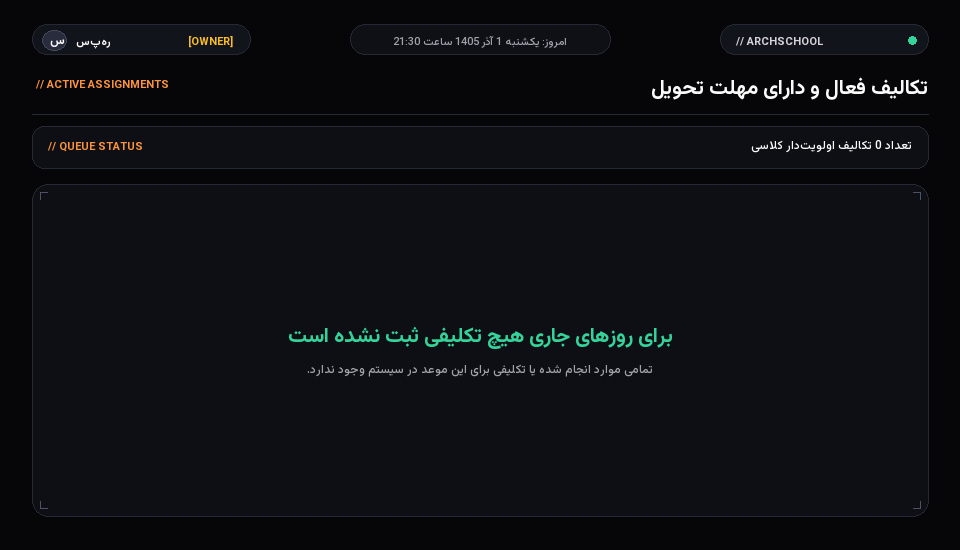 // ARCHSCHOOL
امروز: یکشنبه 1 آذر 1405 ساعت 21:30
[OWNER]
ره‌پ‌س
س
تکالیف فعال و دارای مهلت تحویل
// ACTIVE ASSIGNMENTS
تعداد 0 تکالیف اولویت‌دار کلاسی
// QUEUE STATUS
برای روزهای جاری هیچ تکلیفی ثبت نشده است
تمامی موارد انجام شده یا تکلیفی برای این موعد در سیستم وجود ندارد.